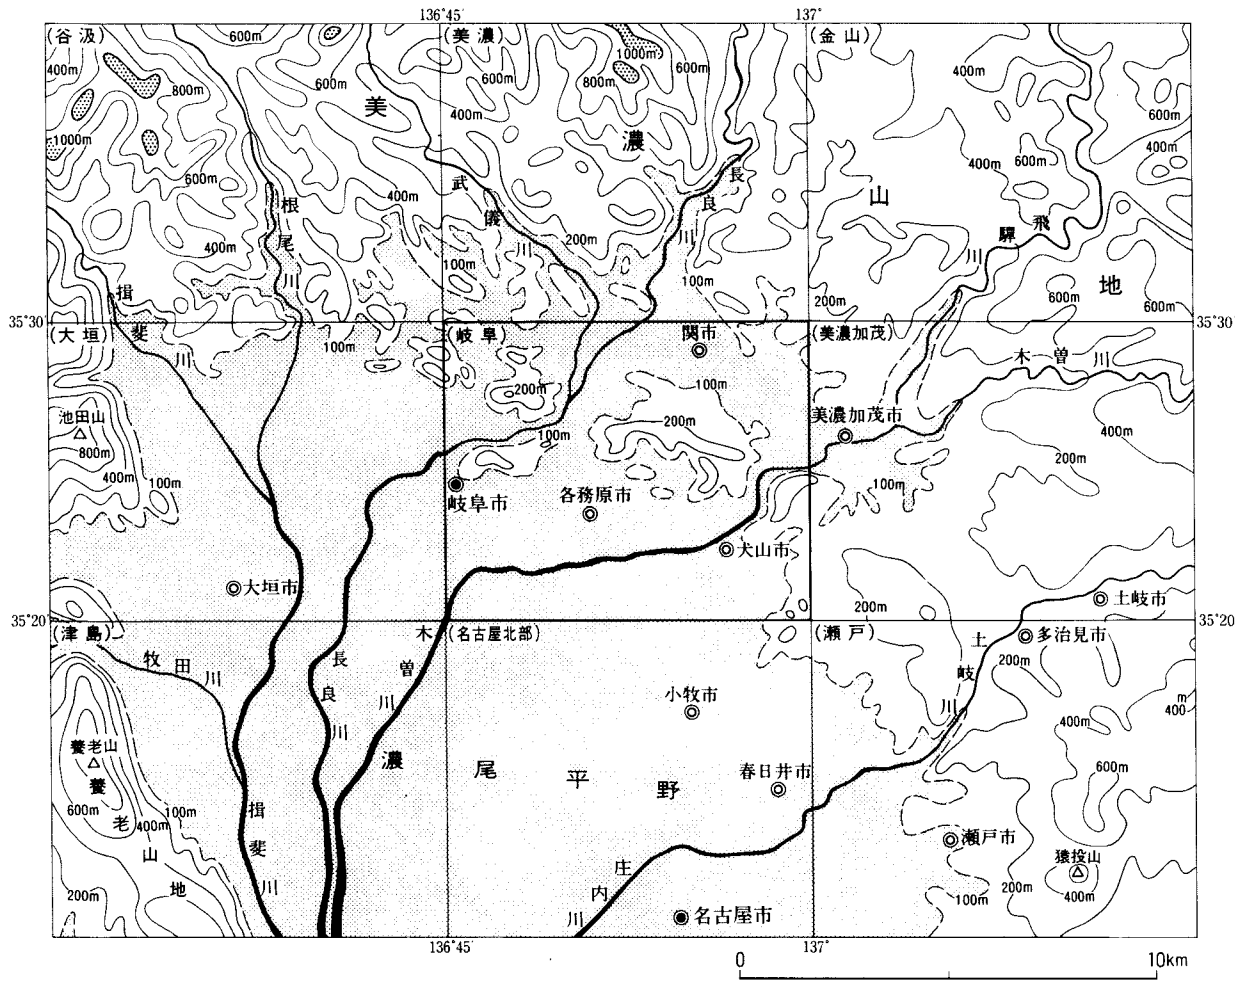 136°45′
137°
(谷汲)
(美濃)
(金山)
600m
400m
800m
1000m
600m
600m
美
400m
800m
1000m
600m
濃
400m
600m
400m
600m
400m
山
武儀川
長良川
根尾川
400m
400m
200m
100m
100m
飛騨川
地
600m
600m
200m
揖斐川
35°30′
35°30
(大垣)
(岐阜)
(美濃加茂)
100m
関市
200m
100m
200m
100m
木曽川
池田山
800m
400m
100m
美濃加茂市
400m
200m
100m
岐阜市
各務原市
犬山市
大垣市
200m
土岐市
35°20
35°20
(津島)
(名古屋北部)
(瀬戸)
多治見市
200m
土岐川
牧田川
長良川
木曽川
小牧市
400m
m
400
養老山
600m
400m
100m
養老山地
濃尾平野
春日井市
600m
揖斐川
瀬戸市
猿投山
400m
200m
100m
200m
庄内川
名古屋市
136°45
137°
0
10km